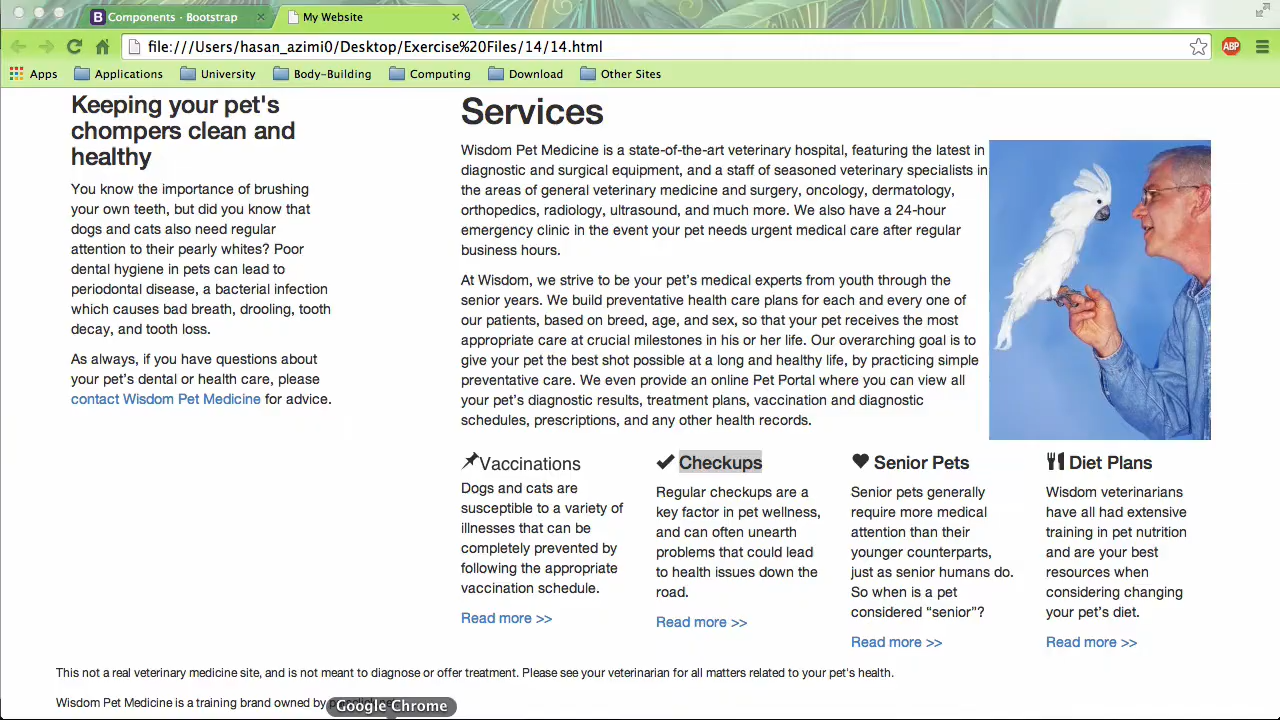 Components · Bootstrap
My Website
file:///Users/hasan_azimi0/Desktop/Exercise%20Files/14/14.html
ABP
Apps
Applications
University
Body-Building
Computing
Download
Other Sites
Keeping your pet's
chompers clean and
healthy
You know the importance of brushing
your own teeth, but did you know that
dogs and cats also need regular
attention to their pearly whites? Poor
dental hygiene in pets can lead to
periodontal disease, a bacterial infection
which causes bad breath, drooling, tooth
decay, and tooth loss.
As always, if you have questions about
your pet's dental or health care, please
contact Wisdom Pet Medicine for advice.
Services
Wisdom Pet Medicine is a state-of-the-art veterinary hospital, featuring the latest in
diagnostic and surgical equipment, and a staff of seasoned veterinary specialists in
the areas of general veterinary medicine and surgery, oncology, dermatology,
orthopedics, radiology, ultrasound, and much more. We also have a 24-hour
emergency clinic in the event your pet needs urgent medical care after regular
business hours.
At Wisdom, we strive to be your pet's medical experts from youth through the
senior years. We build preventative health care plans for each and every one of
our patients, based on breed, age, and sex, so that your pet receives the most
appropriate care at crucial milestones in his or her life. Our overarching goal is to
give your pet the best shot possible at a long and healthy life, by practicing simple
preventative care. We even provide an online Pet Portal where you can view all
your pet's diagnostic results, treatment plans, vaccination and diagnostic
schedules, prescriptions, and any other health records.
Vaccinations
Dogs and cats are
susceptible to a variety of
illnesses that can be
completely prevented by
following the appropriate
vaccination schedule.
Read more >>
Checkups
Regular checkups are a
key factor in pet wellness,
and can often unearth
problems that could lead
to health issues down the
road.
Read more >>
Senior Pets
Senior pets generally
require more medical
attention than their
younger counterparts,
just as senior humans do.
So when is a pet
considered “senior”?
Read more >>
Diet Plans
Wisdom veterinarians
have all had extensive
training in pet nutrition
and are your best
resources when
considering changing
your pet's diet.
Read more >>
This not a real veterinary medicine site, and is not meant to diagnose or offer treatment. Please see your veterinarian for all matters related to your pet's health.
Wisdom Pet Medicine is a training brand owned by
Google Chrome